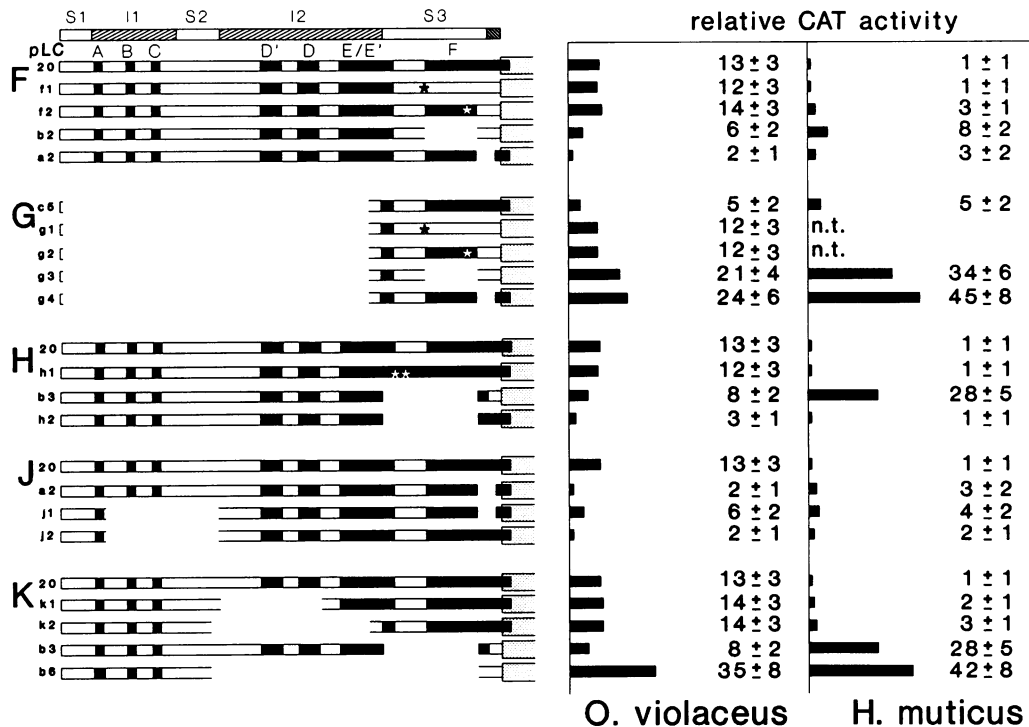 S1 I1 S2 I2 S3 relative CAT activity
pLC A B C D' D E/E' F
F 20 13 ± 3 1 ± 1
f1 12 ± 3 1 ± 1
f2 14 ± 3 3 ± 1
b2 6 ± 2 8 ± 2
a2 2 ± 1 3 ± 2
G c6 5 ± 2 5 ± 2
g1 12 ± 3 n.t.
g2 12 ± 3 n.t.
g3 21 ± 4 34 ± 6
g4 24 ± 6 45 ± 8
H 20 13 ± 3 1 ± 1
h1 12 ± 3 1 ± 1
b3 8 ± 2 28 ± 5
h2 3 ± 1 1 ± 1
J 20 13 ± 3 1 ± 1
a2 2 ± 1 3 ± 2
j1 6 ± 2 4 ± 2
j2 2 ± 1 2 ± 1
K 20 13 ± 3 1 ± 1
k1 14 ± 3 2 ± 1
k2 14 ± 3 3 ± 1
b3 8 ± 2 28 ± 5
b6 35 ± 8 42 ± 8
O. violaceus H. muticus